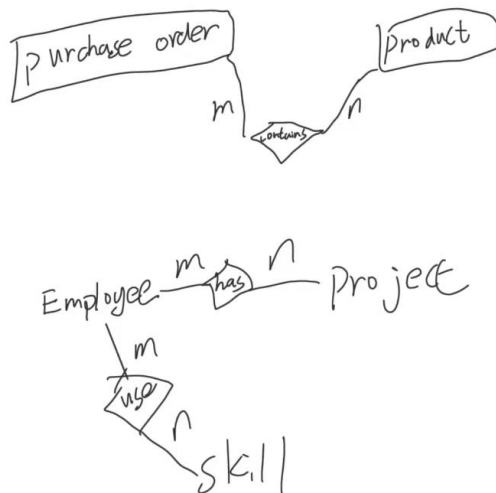 purchase order
product
m
n
contains
Employee
m
has
n
project
m
use
n
skill